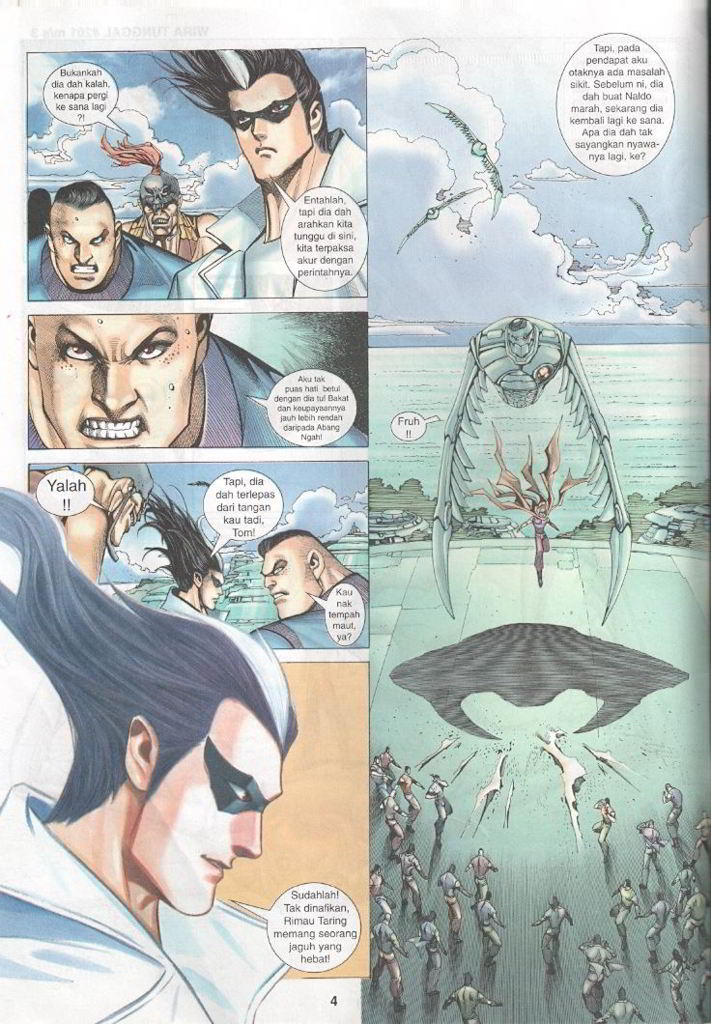 Bukankah
dia dah kalah,
kenapa pergi
ke sana lagi
?!
Entahlah,
tapi dia dah
arahkan kita
tunggu di sini,
kita terpaksa
akur dengan
perintahnya.
Aku tak
puas hati betul
dengan dia tu! Bakat
dan keupayaannya
jauh lebih rendah
daripada Abang
Ngah!
Yalah
!!
Tapi, dia
dah terlepas
dari tangan
kau tadi,
Tom!
Kau
nak
tempah
maut,
ya?
Sudahlah!
Tak dinafikan,
Rimau Taring
memang seorang
jaguh yang
hebat!
Tapi, pada
pendapat aku
otaknya ada masalah
sikit. Sebelum ni, dia
dah buat Naldo
marah, sekarang dia
kembali lagi ke sana.
Apa dia dah tak
sayangkan nyawa-
nya lagi, ke?
Fruh
!!
4
WIRA TUNGGAL #201 m/s 3